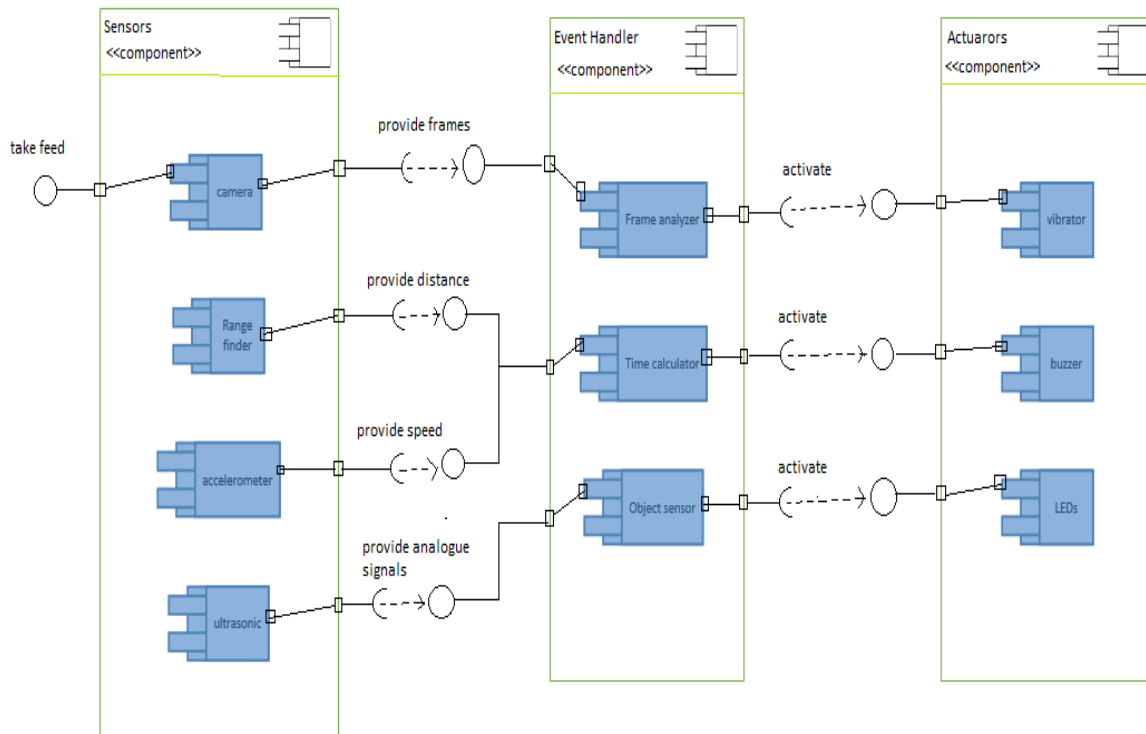 Sensors
<<component>>
Event Handler
<<component>>
Actuarors
<<component>>
take feed
provide frames
activate
camera
Frame analyzer
vibrator
provide distance
activate
Range
finder
Time calculator
buzzer
provide speed
activate
accelerometer
Object sensor
LEDs
provide analogue
signals
ultrasonic